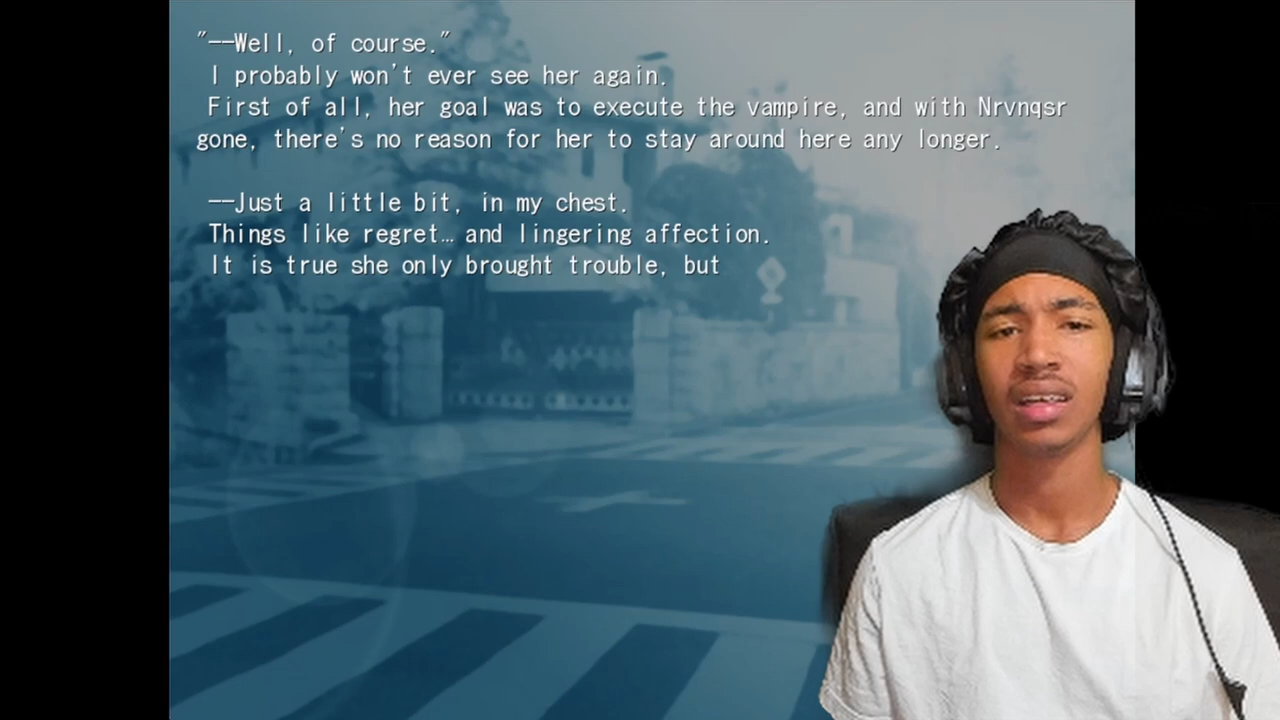 "──Well, of course."
I probably won't ever see her again.
First of all, her goal was to execute the vampire, and with Nrvnqsr
gone, there's no reason for her to stay around here any longer.
──Just a little bit, in my chest.
Things like regret… and lingering affection.
It is true she only brought trouble, but